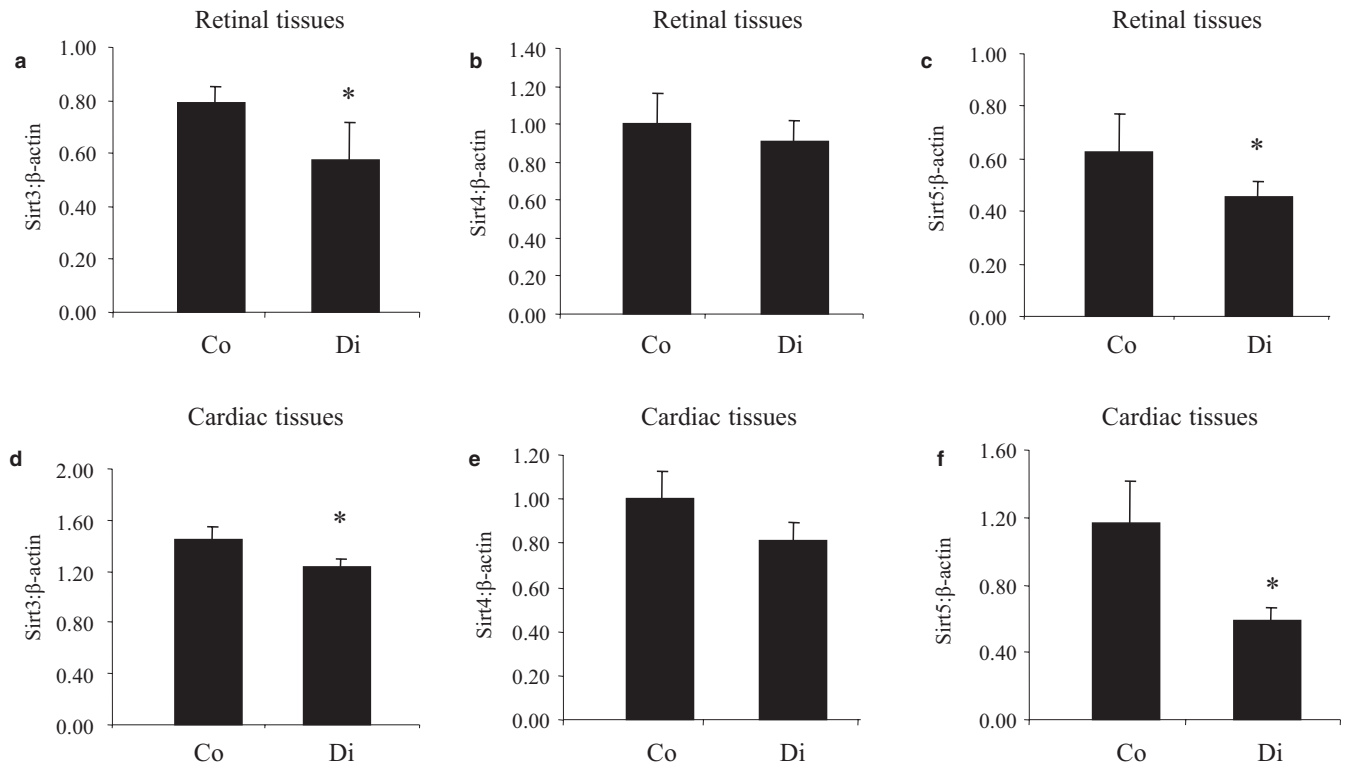 Retinal tissues
a
1.00
0.80
0.60
0.40
0.20
0.00
Sirt3:β-actin
*
Co Di
Retinal tissues
b
1.40
1.20
1.00
0.80
0.60
0.40
0.20
0.00
Sirt4:β-actin
Co Di
Retinal tissues
c
1.00
0.80
0.60
0.40
0.20
0.00
Sirt5:β-actin
*
Co Di
Cardiac tissues
d
2.00
1.60
1.20
0.80
0.40
0.00
Sirt3:β-actin
*
Co Di
Cardiac tissues
e
1.20
1.00
0.80
0.60
0.40
0.20
0.00
Sirt4:β-actin
Co Di
Cardiac tissues
f
1.60
1.20
0.80
0.40
0.00
Sirt5:β-actin
*
Co Di